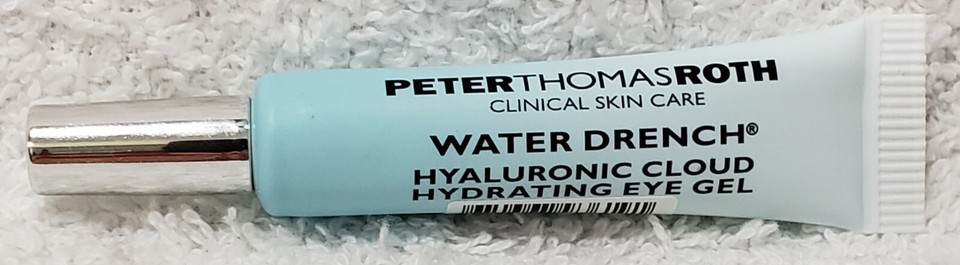 PETERTHOMASROTH
CLINICAL SKIN CARE
WATER DRENCH®
HYALURONIC CLOUD
HYDRATING EYE GEL